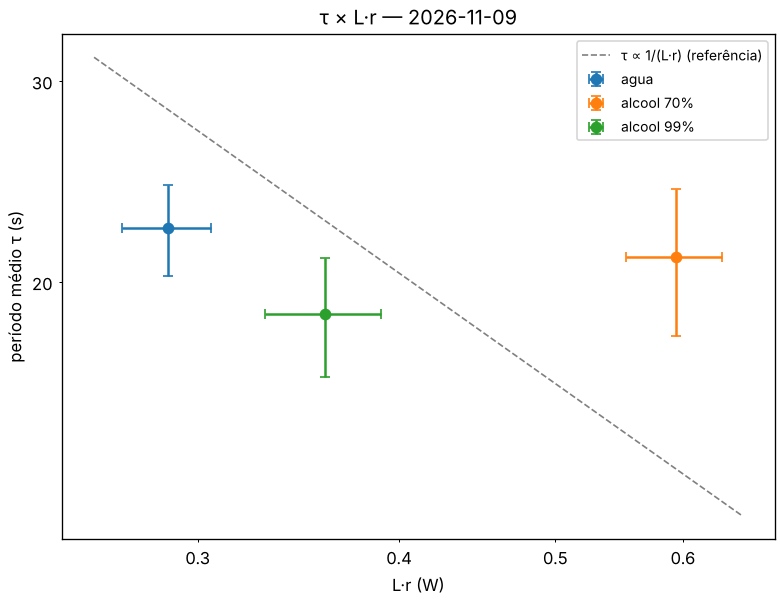 τ × L·r — 2026-11-09
τ ∝ 1/(L·r) (referência)
agua
alcool 70%
alcool 99%
período médio τ (s)
30
20
0.3
0.4
0.5
0.6
L·r (W)